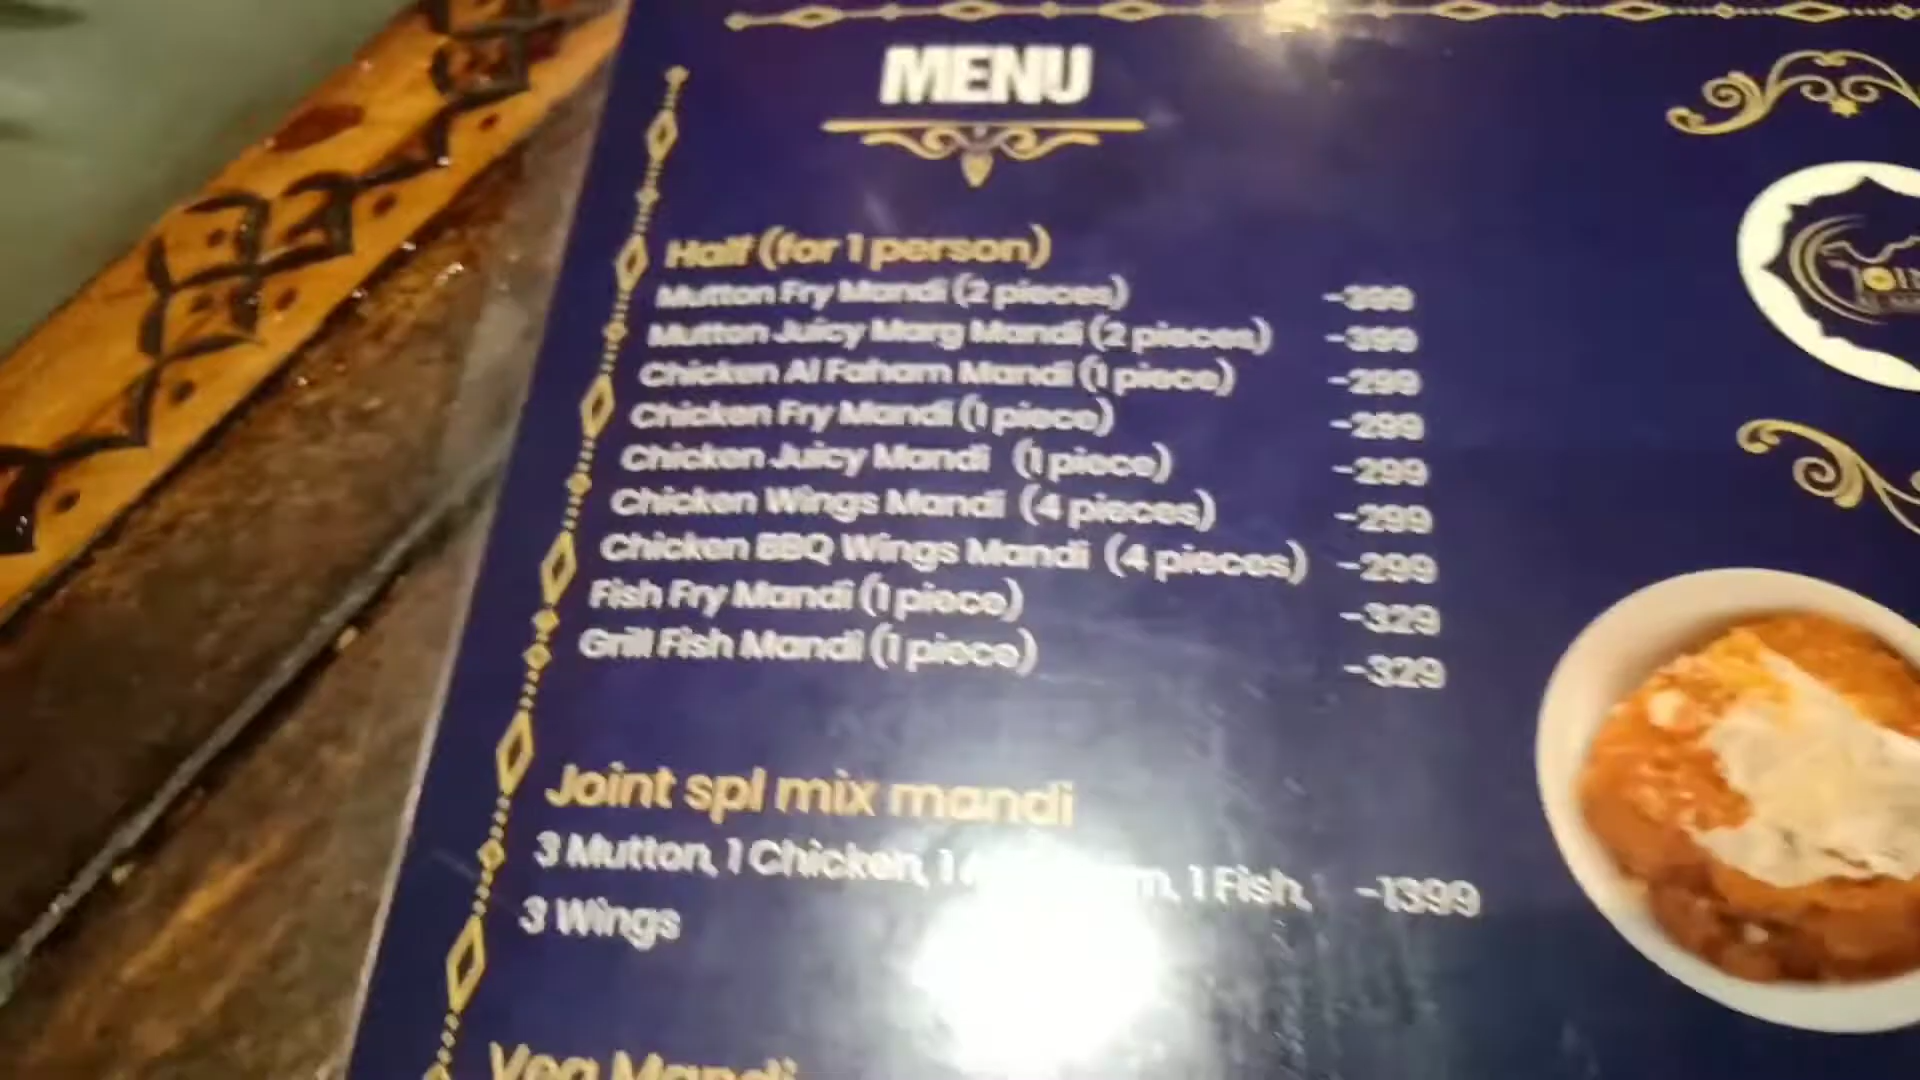 MENU
Half (for 1 person)
Mutton Fry Mandi (2 pieces) -399
Mutton Juicy Marg Mandi (2 pieces) -399
Chicken Al Faham Mandi (1 piece) -299
Chicken Fry Mandi (1 piece) -299
Chicken Juicy Mandi (1 piece) -299
Chicken Wings Mandi (4 pieces) -299
Chicken BBQ Wings Mandi (4 pieces) -299
Fish Fry Mandi (1 piece) -329
Grill Fish Mandi (1 piece) -329
Joint spl mix mandi
3 Mutton, 1 Chicken, 1 1 Fish, -1399
3 Wings
Veg Mandi